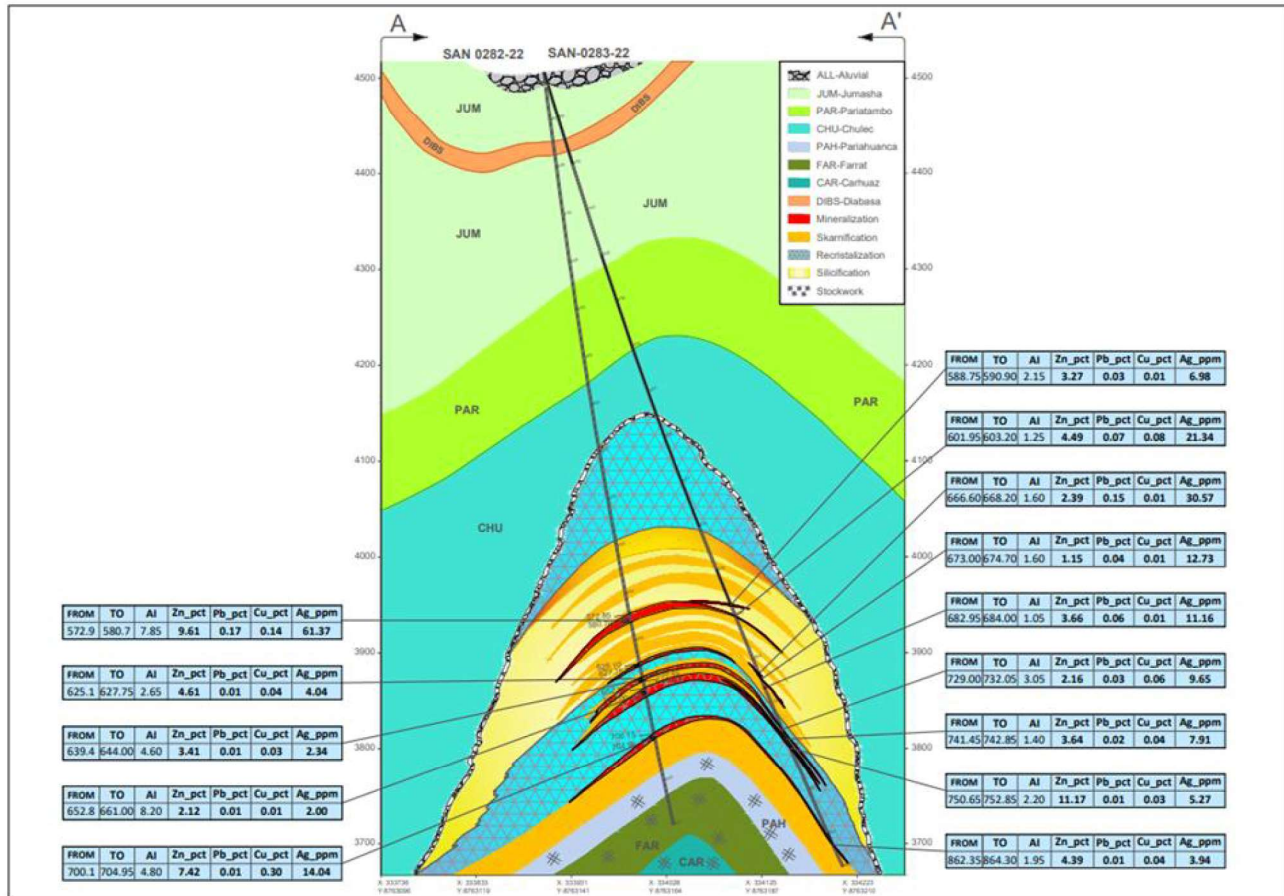 A A'
SAN 0282-22 SAN-0283-22
4500
4400
4300
4200
4100
4000
3900
3800
3700
4500
4400
4300
4200
4100
4000
3900
3800
3700
ALL-Aluvial
JUM-Jumasha
PAR-Pariatambo
CHU-Chulec
PAH-Pariahuanca
FAR-Farrat
CAR-Carhuaz
DIBS-Diabasa
Mineralization
Skarnification
Recristalization
Silicification
Stockwork
JUM
DIBS
DIBS
JUM
JUM
PAR
PAR
CHU
PAH
FAR
CAR
FROM TO AI Zn_pct Pb_pct Cu_pct Ag_ppm
572.9 580.7 7.85 9.61 0.17 0.14 61.37
FROM TO AI Zn_pct Pb_pct Cu_pct Ag_ppm
625.1 627.75 2.65 4.61 0.01 0.04 4.04
FROM TO AI Zn_pct Pb_pct Cu_pct Ag_ppm
639.4 644.00 4.60 3.41 0.01 0.03 2.34
FROM TO AI Zn_pct Pb_pct Cu_pct Ag_ppm
652.8 661.00 8.20 2.12 0.01 0.01 2.00
FROM TO AI Zn_pct Pb_pct Cu_pct Ag_ppm
700.1 704.95 4.80 7.42 0.01 0.30 14.04
FROM TO AI Zn_pct Pb_pct Cu_pct Ag_ppm
588.75 590.90 2.15 3.27 0.03 0.01 6.98
FROM TO AI Zn_pct Pb_pct Cu_pct Ag_ppm
601.95 603.20 1.25 4.49 0.07 0.08 21.34
FROM TO AI Zn_pct Pb_pct Cu_pct Ag_ppm
666.60 668.20 1.60 2.39 0.15 0.01 30.57
FROM TO AI Zn_pct Pb_pct Cu_pct Ag_ppm
673.00 674.70 1.60 1.15 0.04 0.01 12.73
FROM TO AI Zn_pct Pb_pct Cu_pct Ag_ppm
682.95 684.00 1.05 3.66 0.06 0.01 11.16
FROM TO AI Zn_pct Pb_pct Cu_pct Ag_ppm
729.00 732.05 3.05 2.16 0.03 0.06 9.65
FROM TO AI Zn_pct Pb_pct Cu_pct Ag_ppm
741.45 742.85 1.40 3.64 0.02 0.04 7.91
FROM TO AI Zn_pct Pb_pct Cu_pct Ag_ppm
750.65 752.85 2.20 11.17 0.01 0.03 5.27
FROM TO AI Zn_pct Pb_pct Cu_pct Ag_ppm
862.35 864.30 1.95 4.39 0.01 0.04 3.94